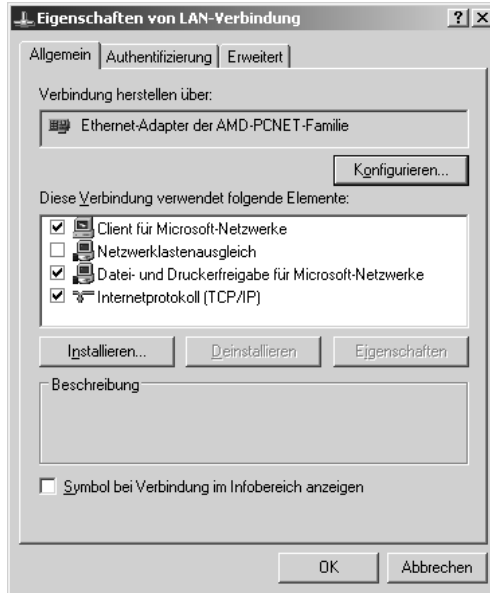 Eigenschaften von LAN-Verbindung
Allgemein Authentifizierung Erweitert
Verbindung herstellen über:
Ethernet-Adapter der AMD-PCNET-Familie
Konfigurieren...
Diese Verbindung verwendet folgende Elemente:
Client für Microsoft-Netzwerke
Netzwerklastenausgleich
Datei- und Druckerfreigabe für Microsoft-Netzwerke
Internetprotokoll (TCP/IP)
Installieren... Deinstallieren Eigenschaften
Beschreibung
Symbol bei Verbindung im Infobereich anzeigen
OK Abbrechen